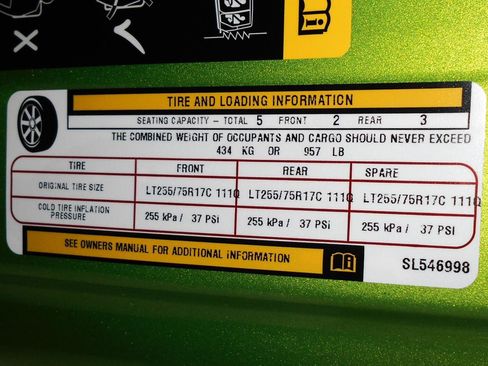 TIRE AND LOADING INFORMATION
SEATING CAPACITY - TOTAL 5 FRONT 2 REAR 3
THE COMBINED WEIGHT OF OCCUPANTS AND CARGO SHOULD NEVER EXCEED
434 KG OR 957 LB
TIRE FRONT REAR SPARE
ORIGINAL TIRE SIZE LT255/75R17C 111Q LT255/75R17C 111Q LT255/75R17C 111Q
COLD TIRE INFLATION PRESSURE 255 kPa / 37 PSi 255 kPa / 37 PSi 255 kPa / 37 PSi
SEE OWNERS MANUAL FOR ADDITIONAL INFORMATION
SL546998